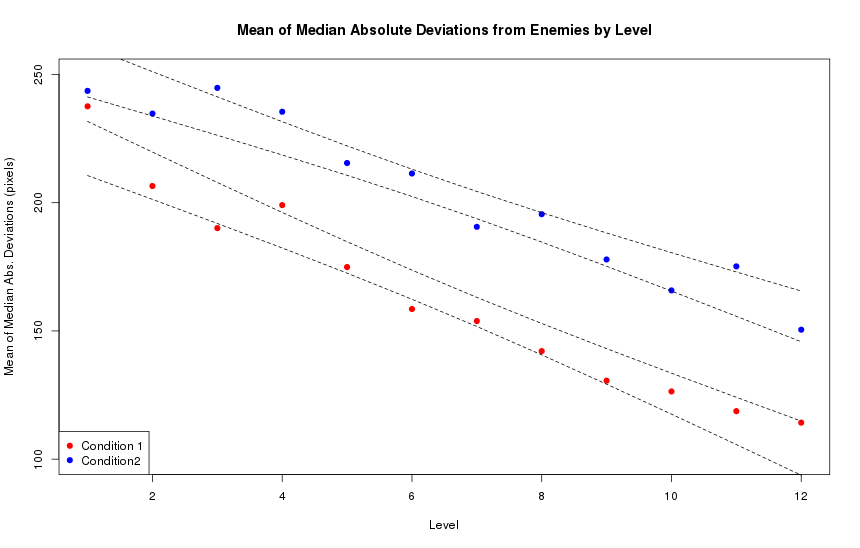 Mean of Median Absolute Deviations from Enemies by Level
Mean of Median Abs. Deviations (pixels)
250
200
150
100
Condition 1
Condition2
2 4 6 8 10 12
Level